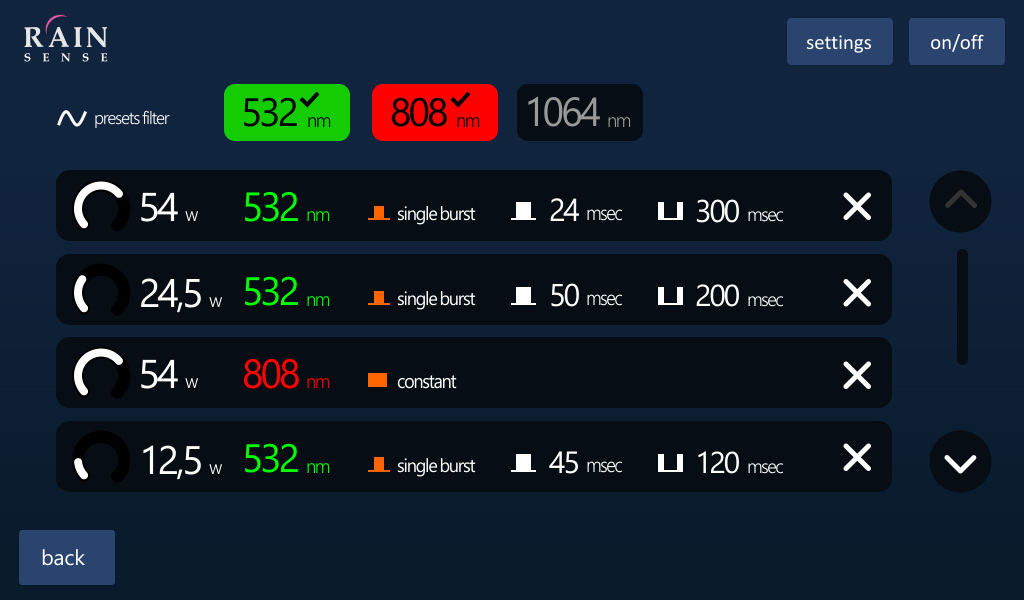 RAIN
SENSE
settings
on/off
presets filter
532 nm
808 nm
1064 nm
54 w 532 nm single burst 24 msec 300 msec
24,5 w 532 nm single burst 50 msec 200 msec
54 w 808 nm constant
12,5 w 532 nm single burst 45 msec 120 msec
back